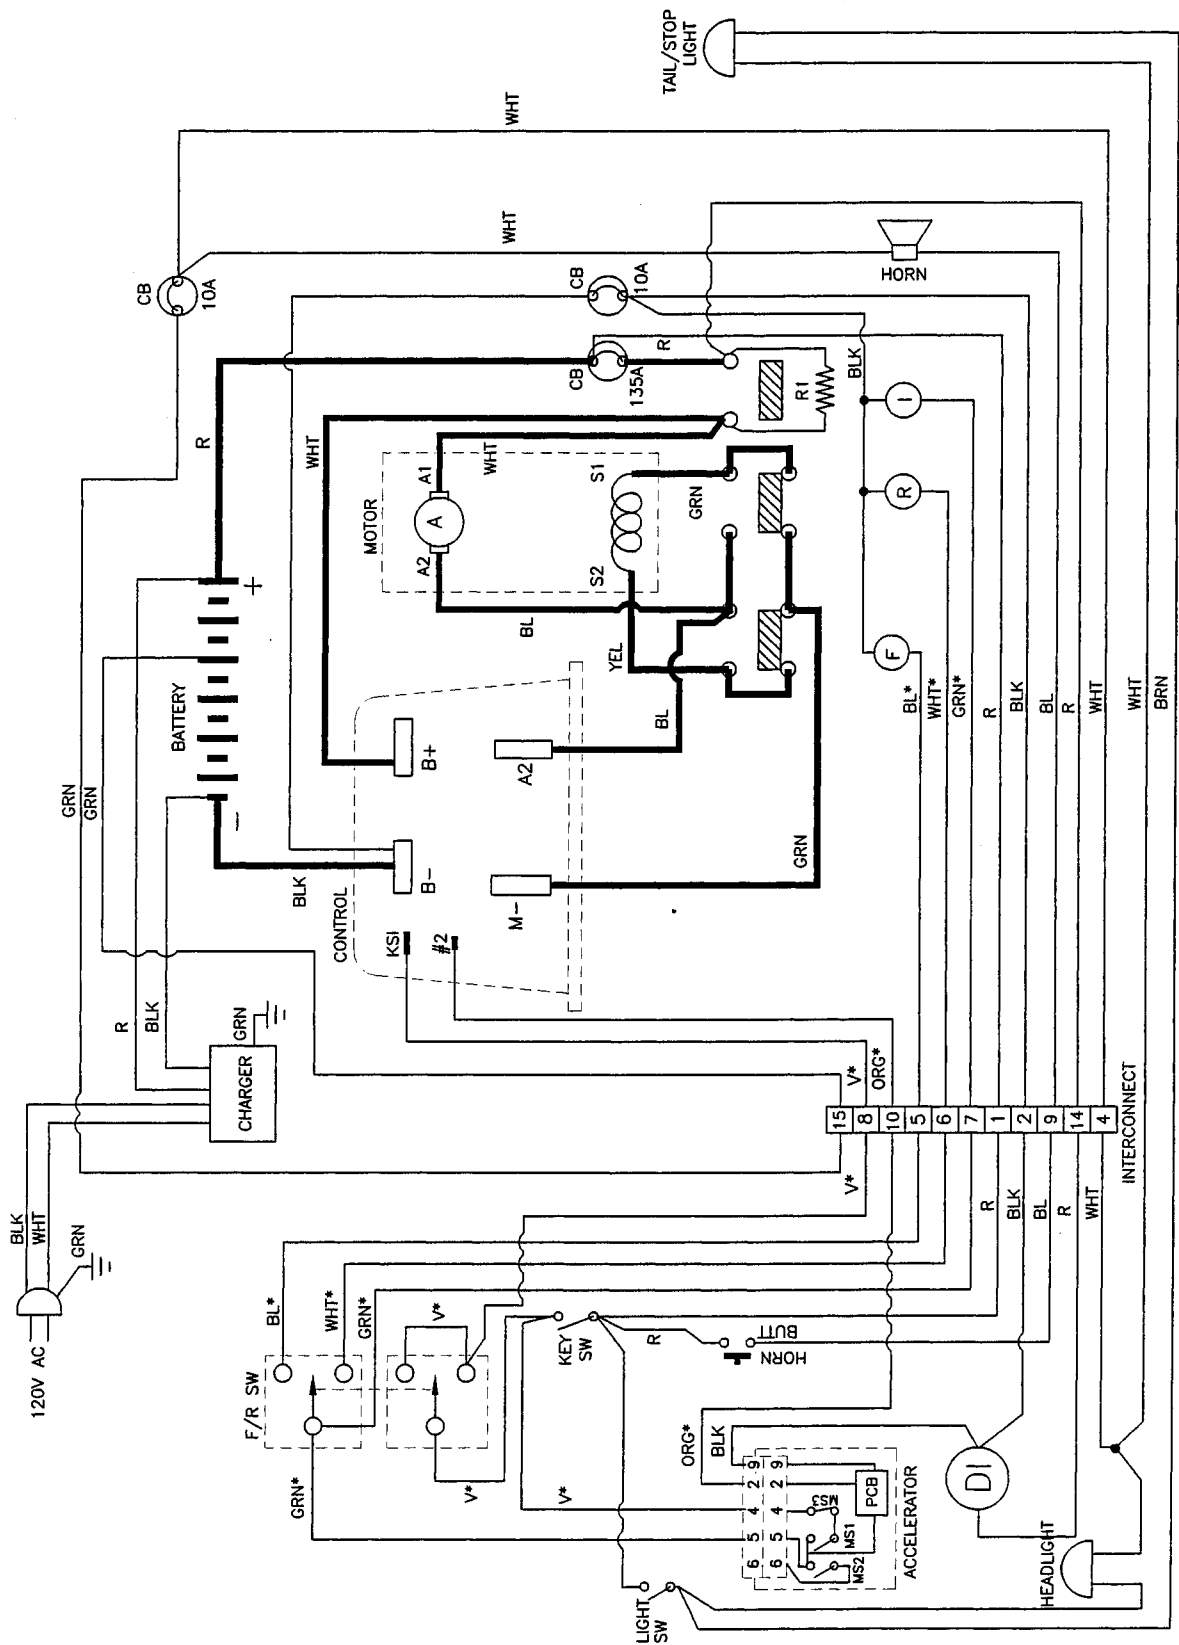 TAIL/STOP
LIGHT
WHT
WHT
CB
10A
HORN
CB
10A
CB
135A
R
BLK
R1
R
WHT
WHT
A1
A
A2
MOTOR
S1
S2
GRN
I
R
F
BL
YEL
BL
+
BATTERY
-
GRN
GRN
BLK
B+
B-
A2
M-
GRN
CONTROL
KSI
#2
BL*
WHT*
GRN*
R
BLK
BL
R
WHT
WHT
BRN
R
BLK
GRN
CHARGER
V*
ORG*
15
8
10
5
6
7
1
2
9
14
4
INTERCONNECT
V*
R
BLK
BL
R
WHT
BLK
WHT
GRN
120V AC
BL*
WHT*
GRN*
V*
F/R SW
GRN*
V*
KEY
SW
R
HORN
BUTT
V*
ORG*
BLK
9
2
4
5
6
9
2
4
5
6
MS3
MS1
MS2
PCB
ACCELERATOR
DI
HEADLIGHT
LIGHT
SW